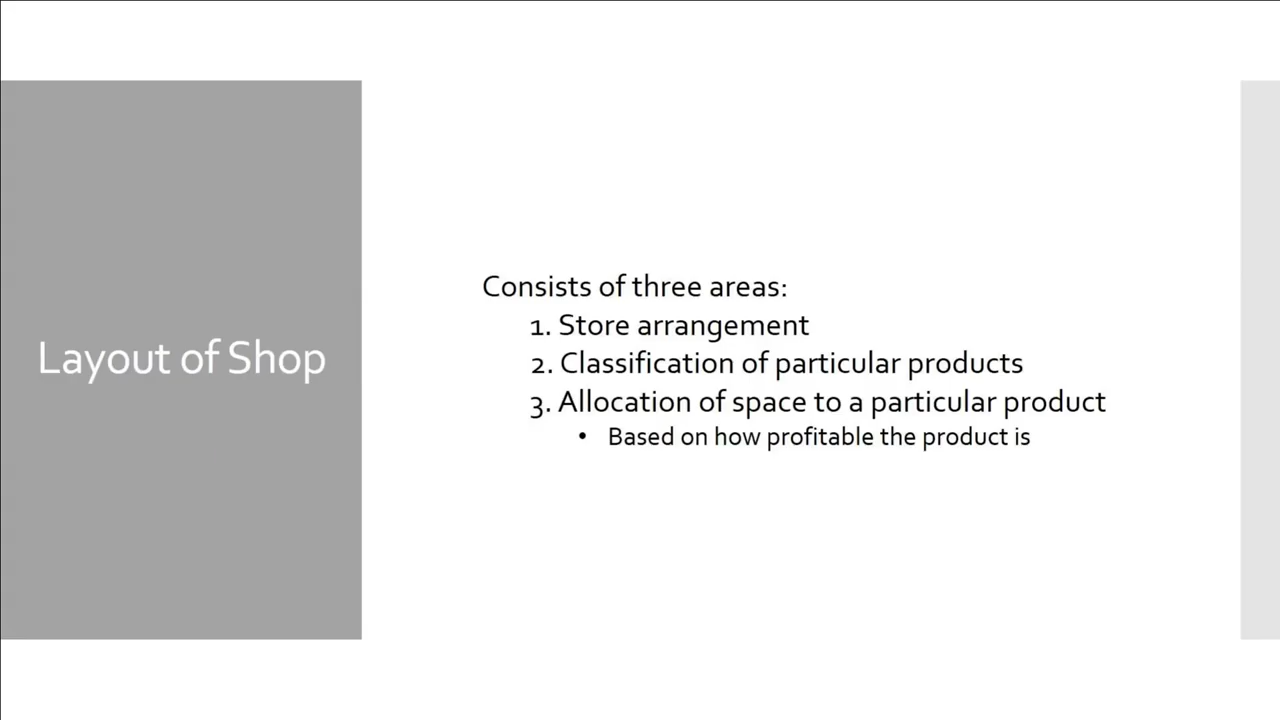 Layout of Shop
Consists of three areas:
1. Store arrangement
2. Classification of particular products
3. Allocation of space to a particular product
• Based on how profitable the product is